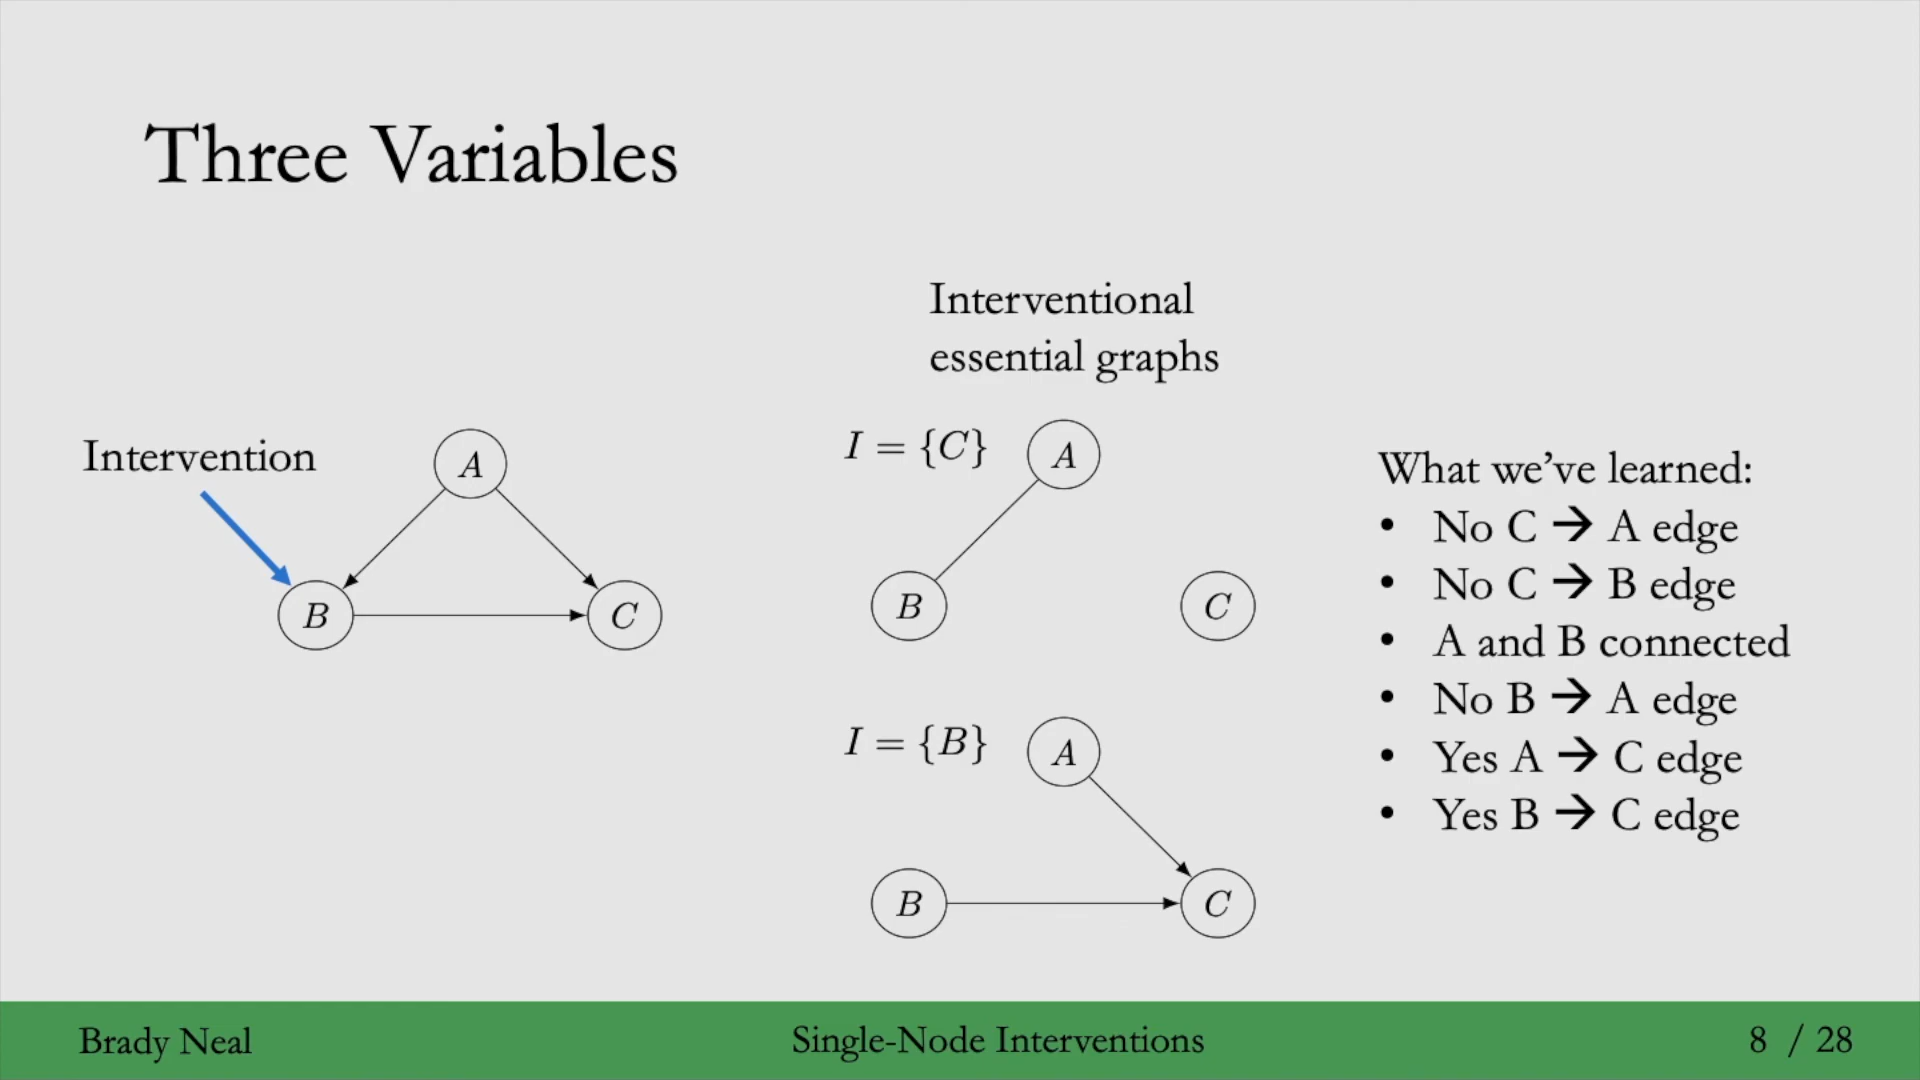 Three Variables
Interventional
essential graphs
Intervention
A
B
C
I = {C}
A
B
C
I = {B}
A
B
C
What we've learned:
• No C → A edge
• No C → B edge
• A and B connected
• No B → A edge
• Yes A → C edge
• Yes B → C edge
Brady Neal
Single-Node Interventions
8 / 28